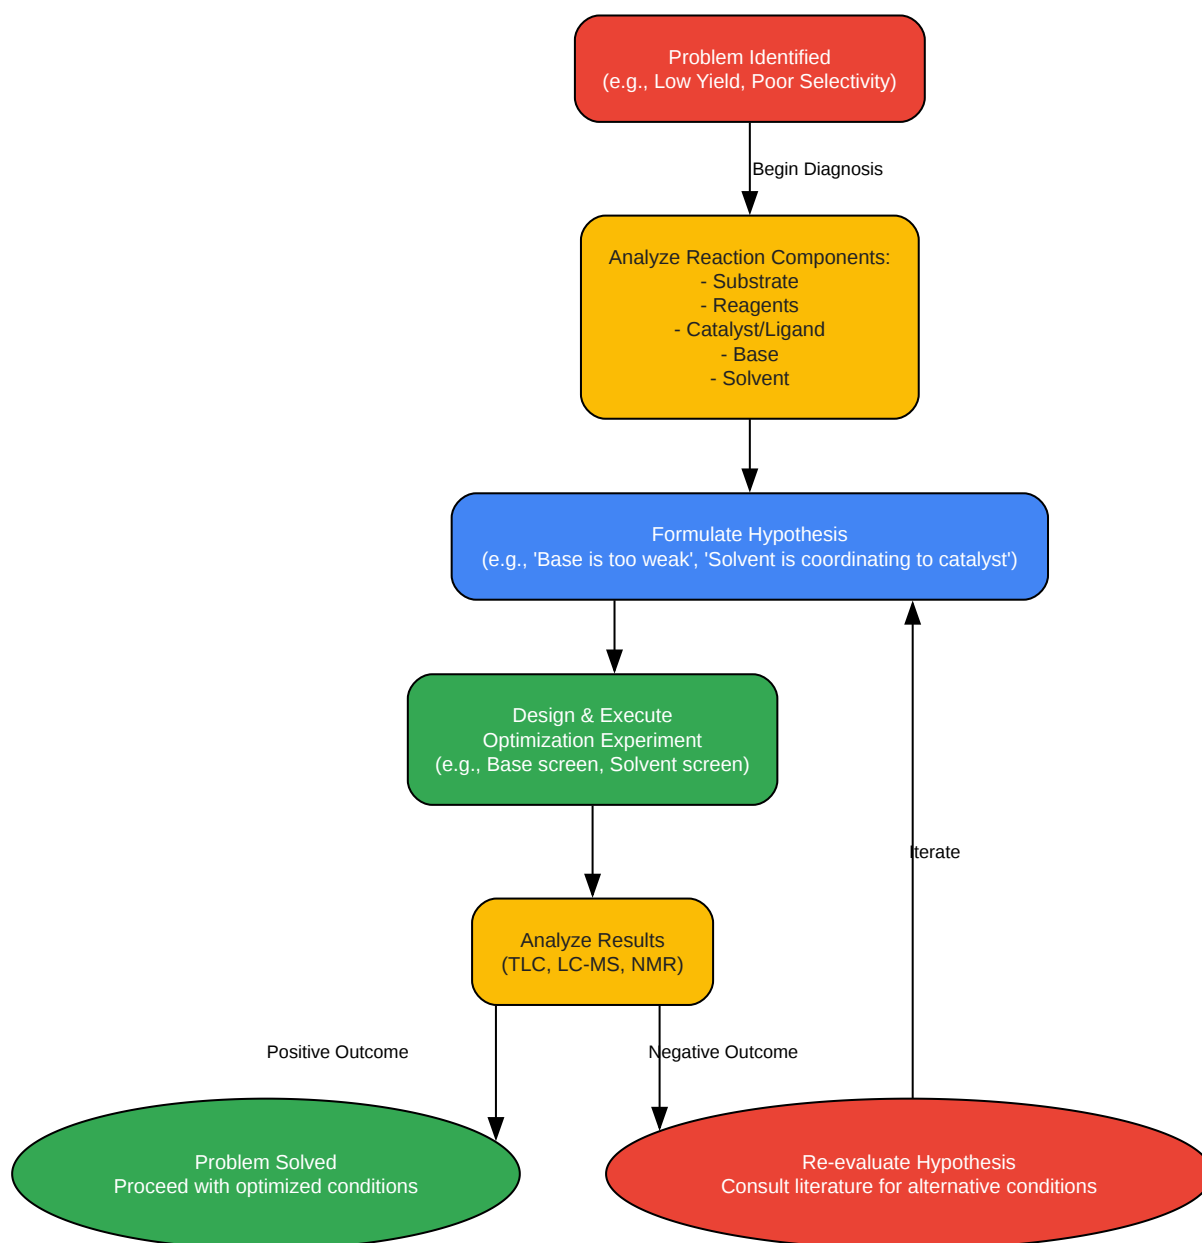 Problem Identified
(e.g., Low Yield, Poor Selectivity)
Begin Diagnosis
Analyze Reaction Components:
- Substrate
- Reagents
- Catalyst/Ligand
- Base
- Solvent
Formulate Hypothesis
(e.g., 'Base is too weak', 'Solvent is coordinating to catalyst')
Design & Execute
Optimization Experiment
(e.g., Base screen, Solvent screen)
Iterate
Analyze Results
(TLC, LC-MS, NMR)
Positive Outcome
Negative Outcome
Problem Solved
Proceed with optimized conditions
Re-evaluate Hypothesis
Consult literature for alternative conditions